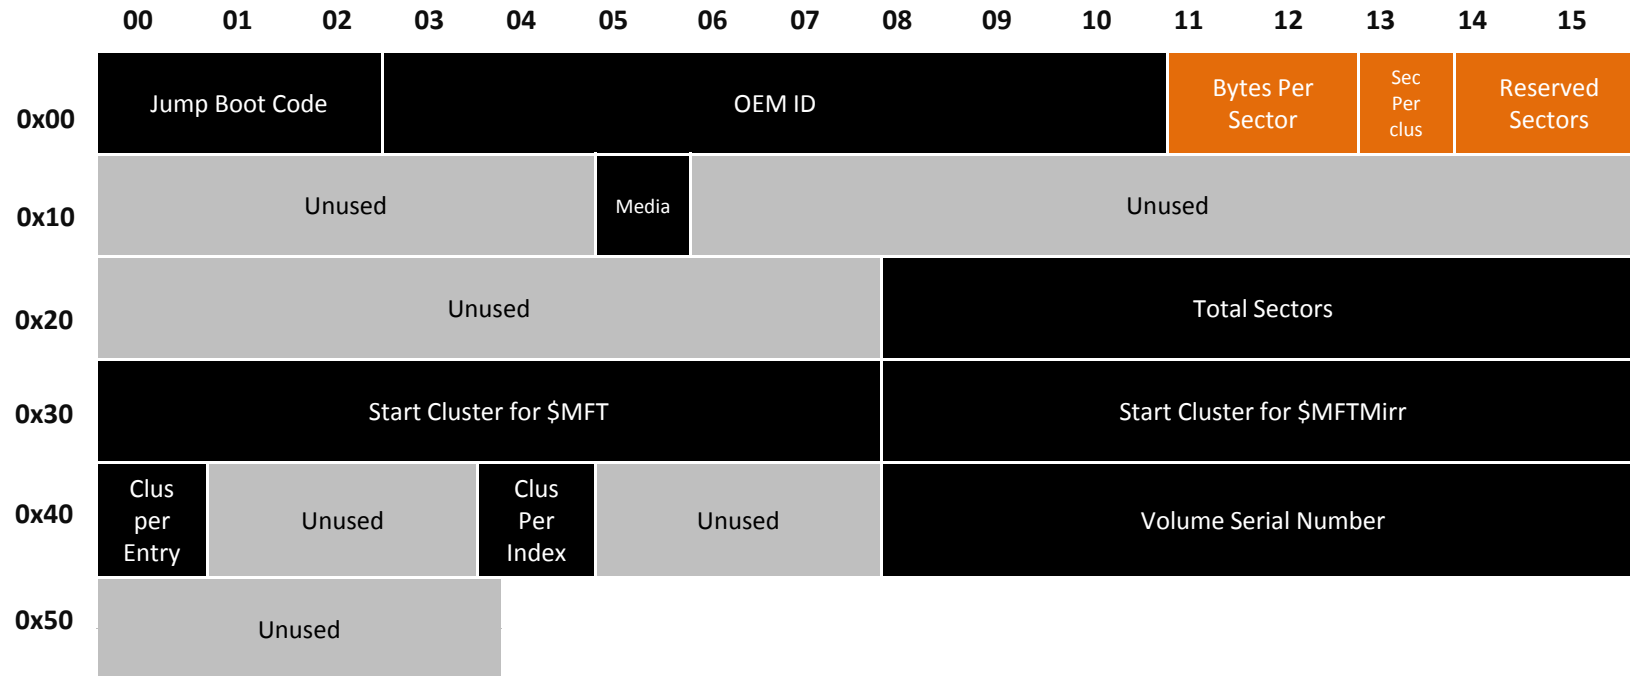 00 01 02 03 04 05 06 07 08 09 10 11 12 13 14 15
0x00
Jump Boot Code
OEM ID
Bytes Per
Sector
Sec
Per
clus
Reserved
Sectors
0x10
Unused
Media
Unused
0x20
Unused
Total Sectors
0x30
Start Cluster for $MFT
Start Cluster for $MFTMirr
0x40
Clus
per
Entry
Unused
Clus
Per
Index
Unused
Volume Serial Number
0x50
Unused